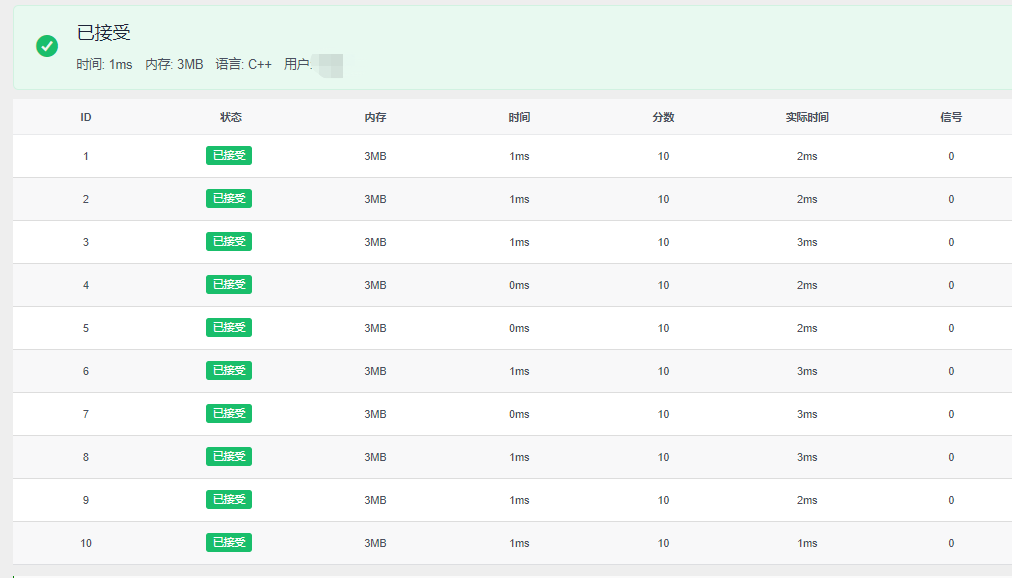 已接受
时间: 1ms 内存: 3MB 语言: C++ 用户:
ID 状态 内存 时间 分数 实际时间 信号
1 已接受 3MB 1ms 10 2ms 0
2 已接受 3MB 1ms 10 2ms 0
3 已接受 3MB 1ms 10 3ms 0
4 已接受 3MB 0ms 10 2ms 0
5 已接受 3MB 0ms 10 2ms 0
6 已接受 3MB 1ms 10 3ms 0
7 已接受 3MB 0ms 10 3ms 0
8 已接受 3MB 1ms 10 3ms 0
9 已接受 3MB 1ms 10 2ms 0
10 已接受 3MB 1ms 10 1ms 0